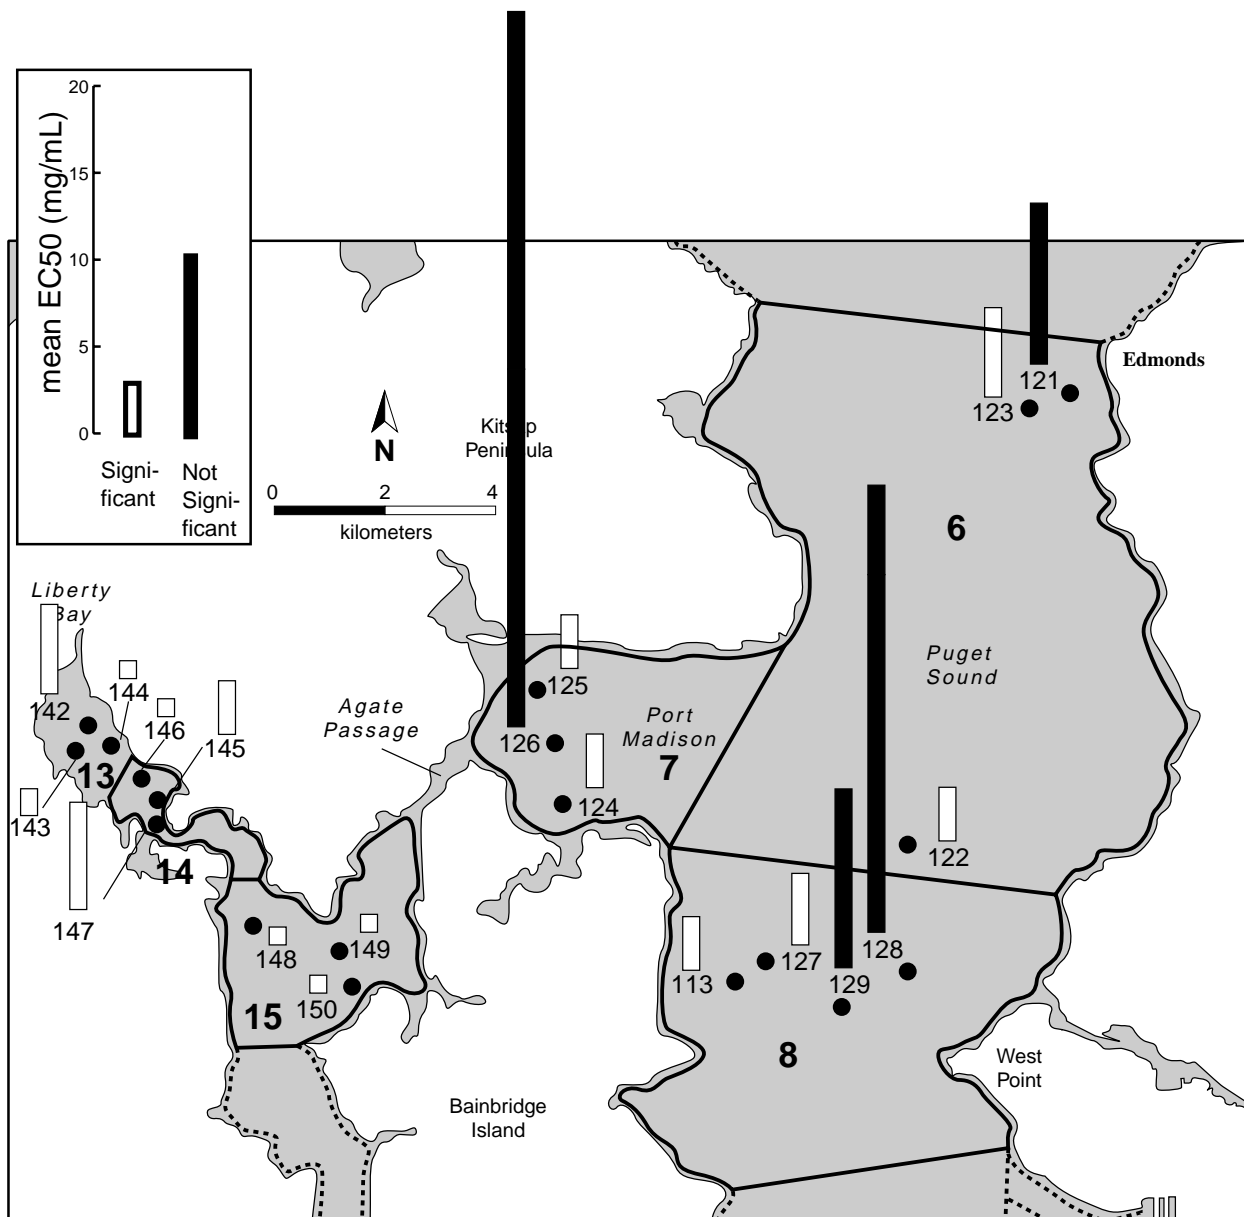 20
15
10
5
0
mean EC50 (mg/mL)
Signi-
ficant
Not
Signi-
ficant
N
0 2 4
kilometers
Kitsap
Peninsula
Edmonds
121
123
6
Liberty
Bay
142
144
146
145
13
143
14
147
Agate
Passage
125
126
Port
Madison
7
124
Puget
Sound
122
148
149
150
15
113
127
129
128
8
West
Point
Bainbridge
Island